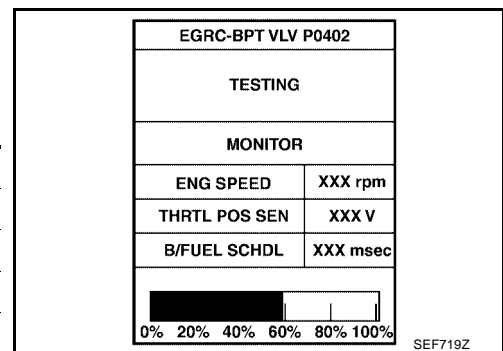 EGRC-BPT VLV P0402
TESTING
MONITOR
ENG SPEED XXX rpm
THRTL POS SEN XXX V
B/FUEL SCHDL XXX msec
0% 20% 40% 60% 80% 100%
SEF719Z